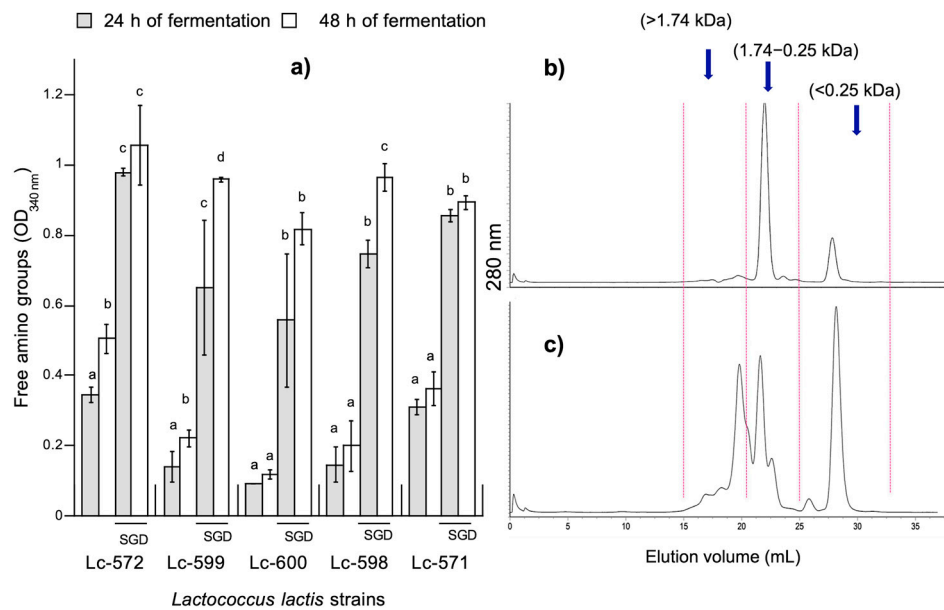 24 h of fermentation
48 h of fermentation
a)
Free amino groups (OD340 nm)
1.2
1
0.8
0.6
0.4
0.2
0
a
b
c
c
a
b
c
d
a
a
b
b
a
a
b
c
a
a
b
b
SGD
SGD
SGD
SGD
SGD
Lc-572
Lc-599
Lc-600
Lc-598
Lc-571
Lactococcus lactis strains
(>1.74 kDa)
(1.74−0.25 kDa)
(<0.25 kDa)
b)
280 nm
c)
0
5
10
15
20
25
30
35
Elution volume (mL)